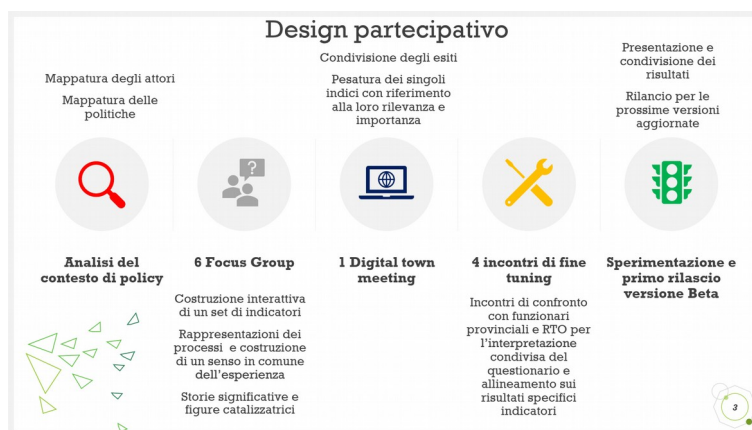 Design partecipativo
Mappatura degli attori
Mappatura delle
politiche
Condivisione degli esiti
Pesatura dei singoli
indici con riferimento
alla loro rilevanza e
importanza
Presentazione e
condivisione dei
risultati
Rilancio per le
prossime versioni
aggiornate
?
Analisi del
contesto di policy
6 Focus Group
Costruzione interattiva
di un set di indicatori
Rappresentazioni dei
processi e costruzione
di un senso in comune
dell'esperienza
Storie significative e
figure catalizzatrici
1 Digital town
meeting
4 incontri di fine
tuning
Incontri di confronto
con funzionari
provinciali e RTO per
l'interpretazione
condivisa del
questionario e
allineamento sui
risultati specifici
indicatori
Sperimentazione e
primo rilascio
versione Beta
3